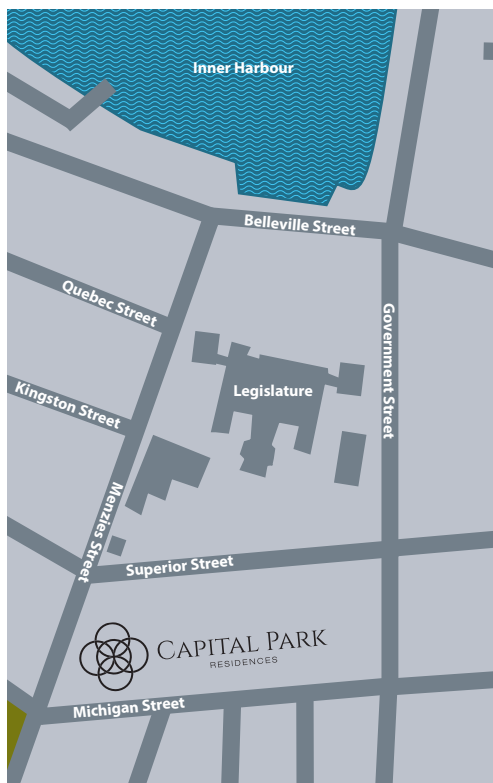 Inner Harbour
Belleville Street
Quebec Street
Government Street
Legislature
Kingston Street
Menzies Street
Superior Street
CAPITAL PARK
RESIDENCES
Michigan Street